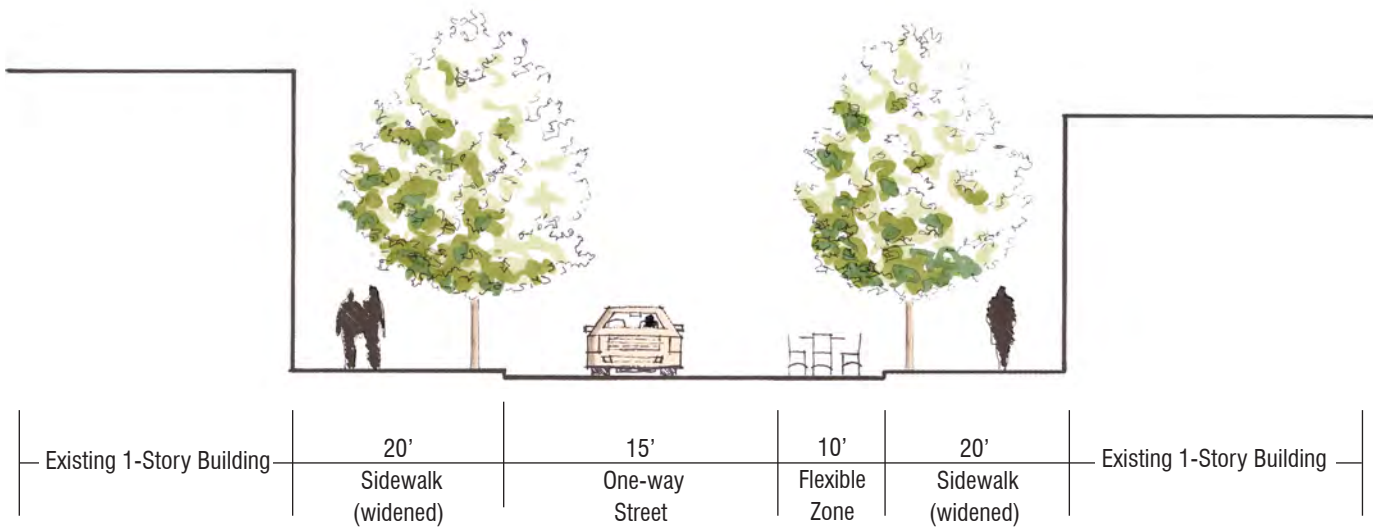 Existing 1-Story Building
20’
Sidewalk
(widened)
15’
One-way
Street
10’
Flexible
Zone
20’
Sidewalk
(widened)
Existing 1-Story Building